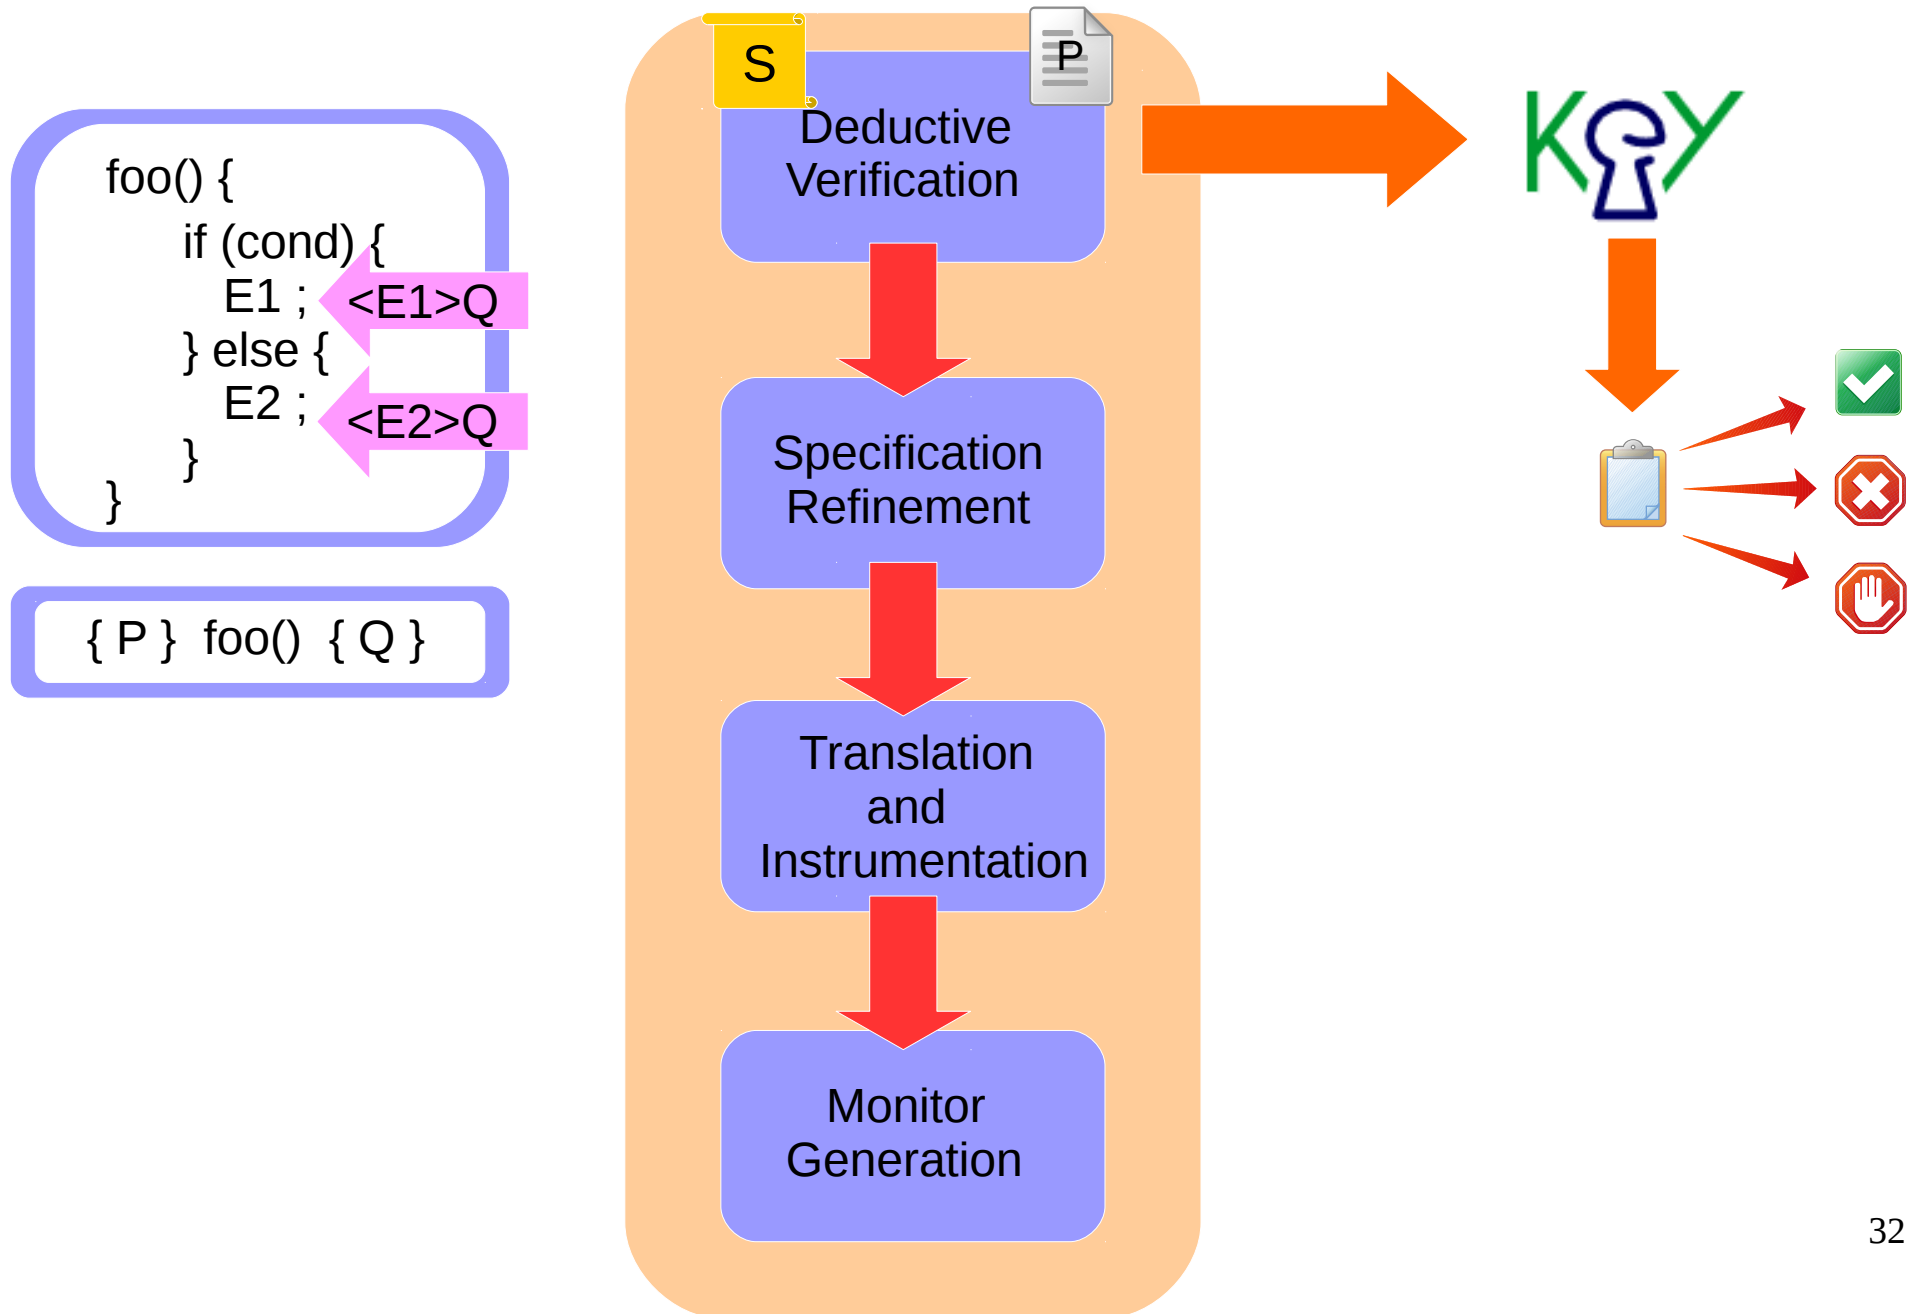 foo() {
if (cond) {
E1 ;
<E1>Q
} else {
E2 ;
<E2>Q
}
}
{ P }  foo()  { Q }
S
P
Deductive
Verification
Specification
Refinement
Translation
and
Instrumentation
Monitor
Generation
KeY
32